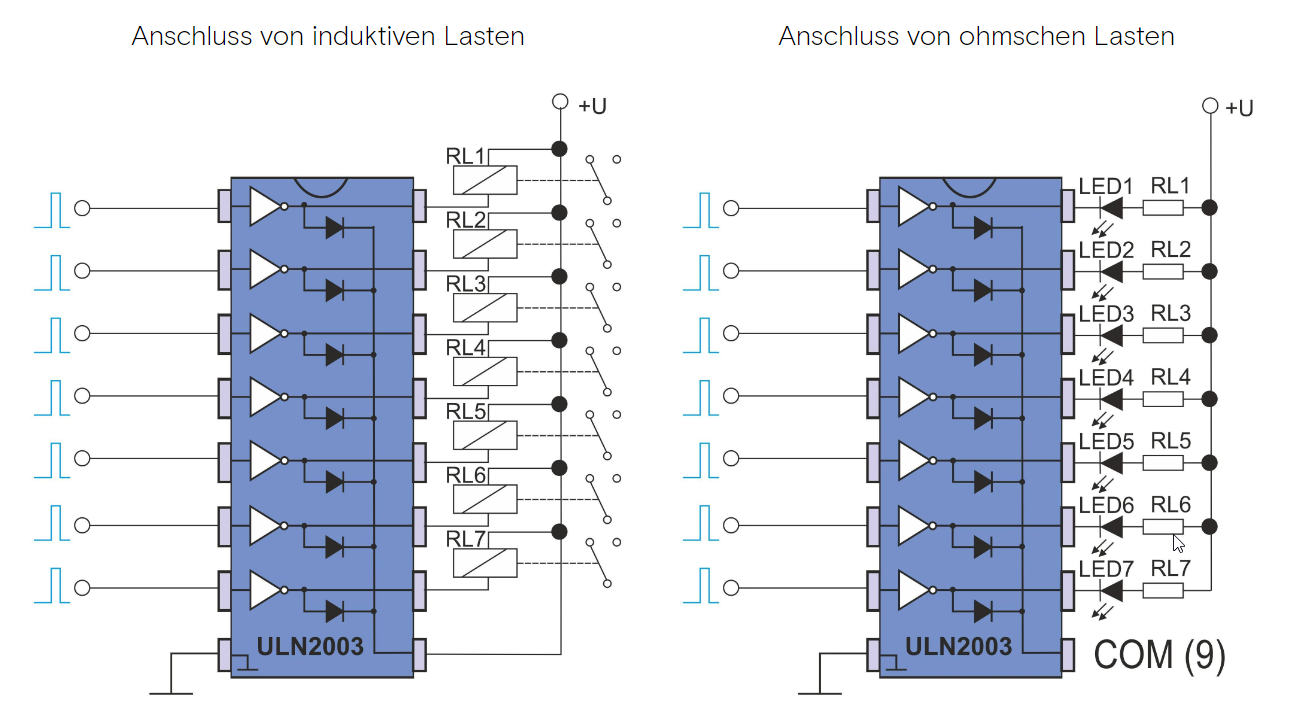 Anschluss von induktiven Lasten
+U
RL1
RL2
RL3
RL4
RL5
RL6
RL7
ULN2003
Anschluss von ohmschen Lasten
+U
LED1 RL1
LED2 RL2
LED3 RL3
LED4 RL4
LED5 RL5
LED6 RL6
LED7 RL7
ULN2003
COM (9)